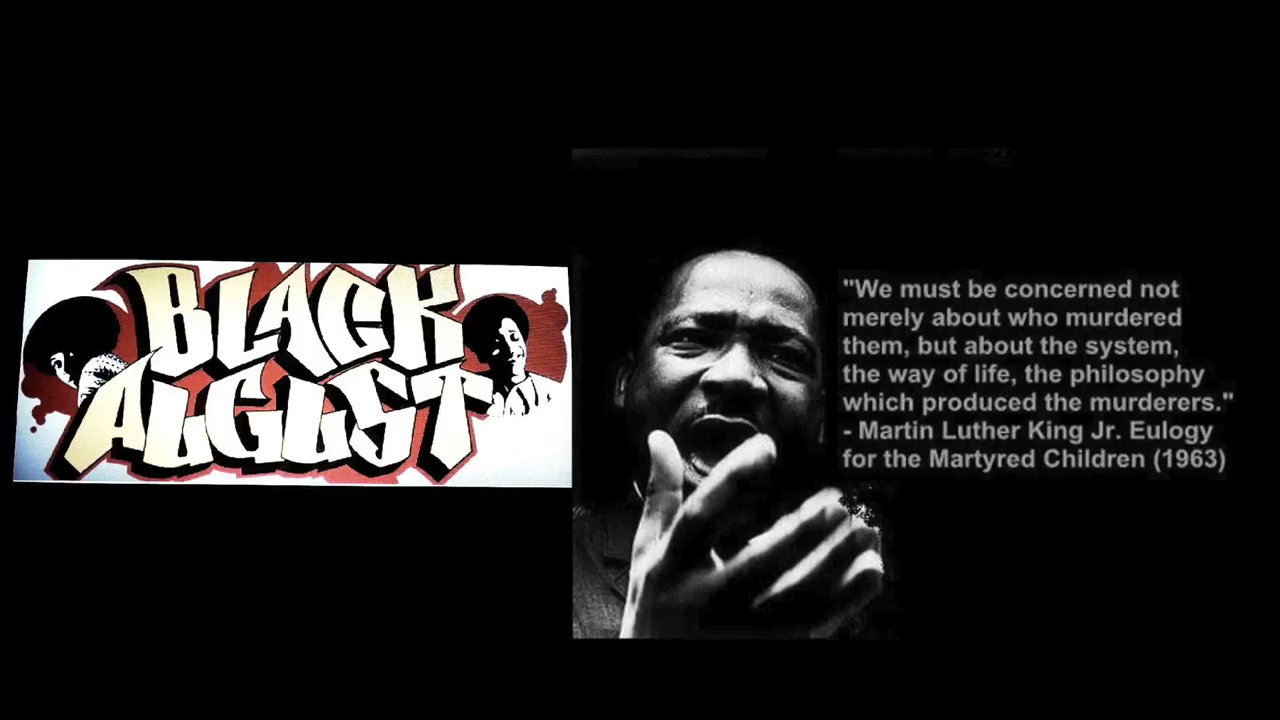 BLACK
AUGUST
"We must be concerned not
merely about who murdered
them, but about the system,
the way of life, the philosophy
which produced the murderers."
- Martin Luther King Jr. Eulogy
for the Martyred Children (1963)